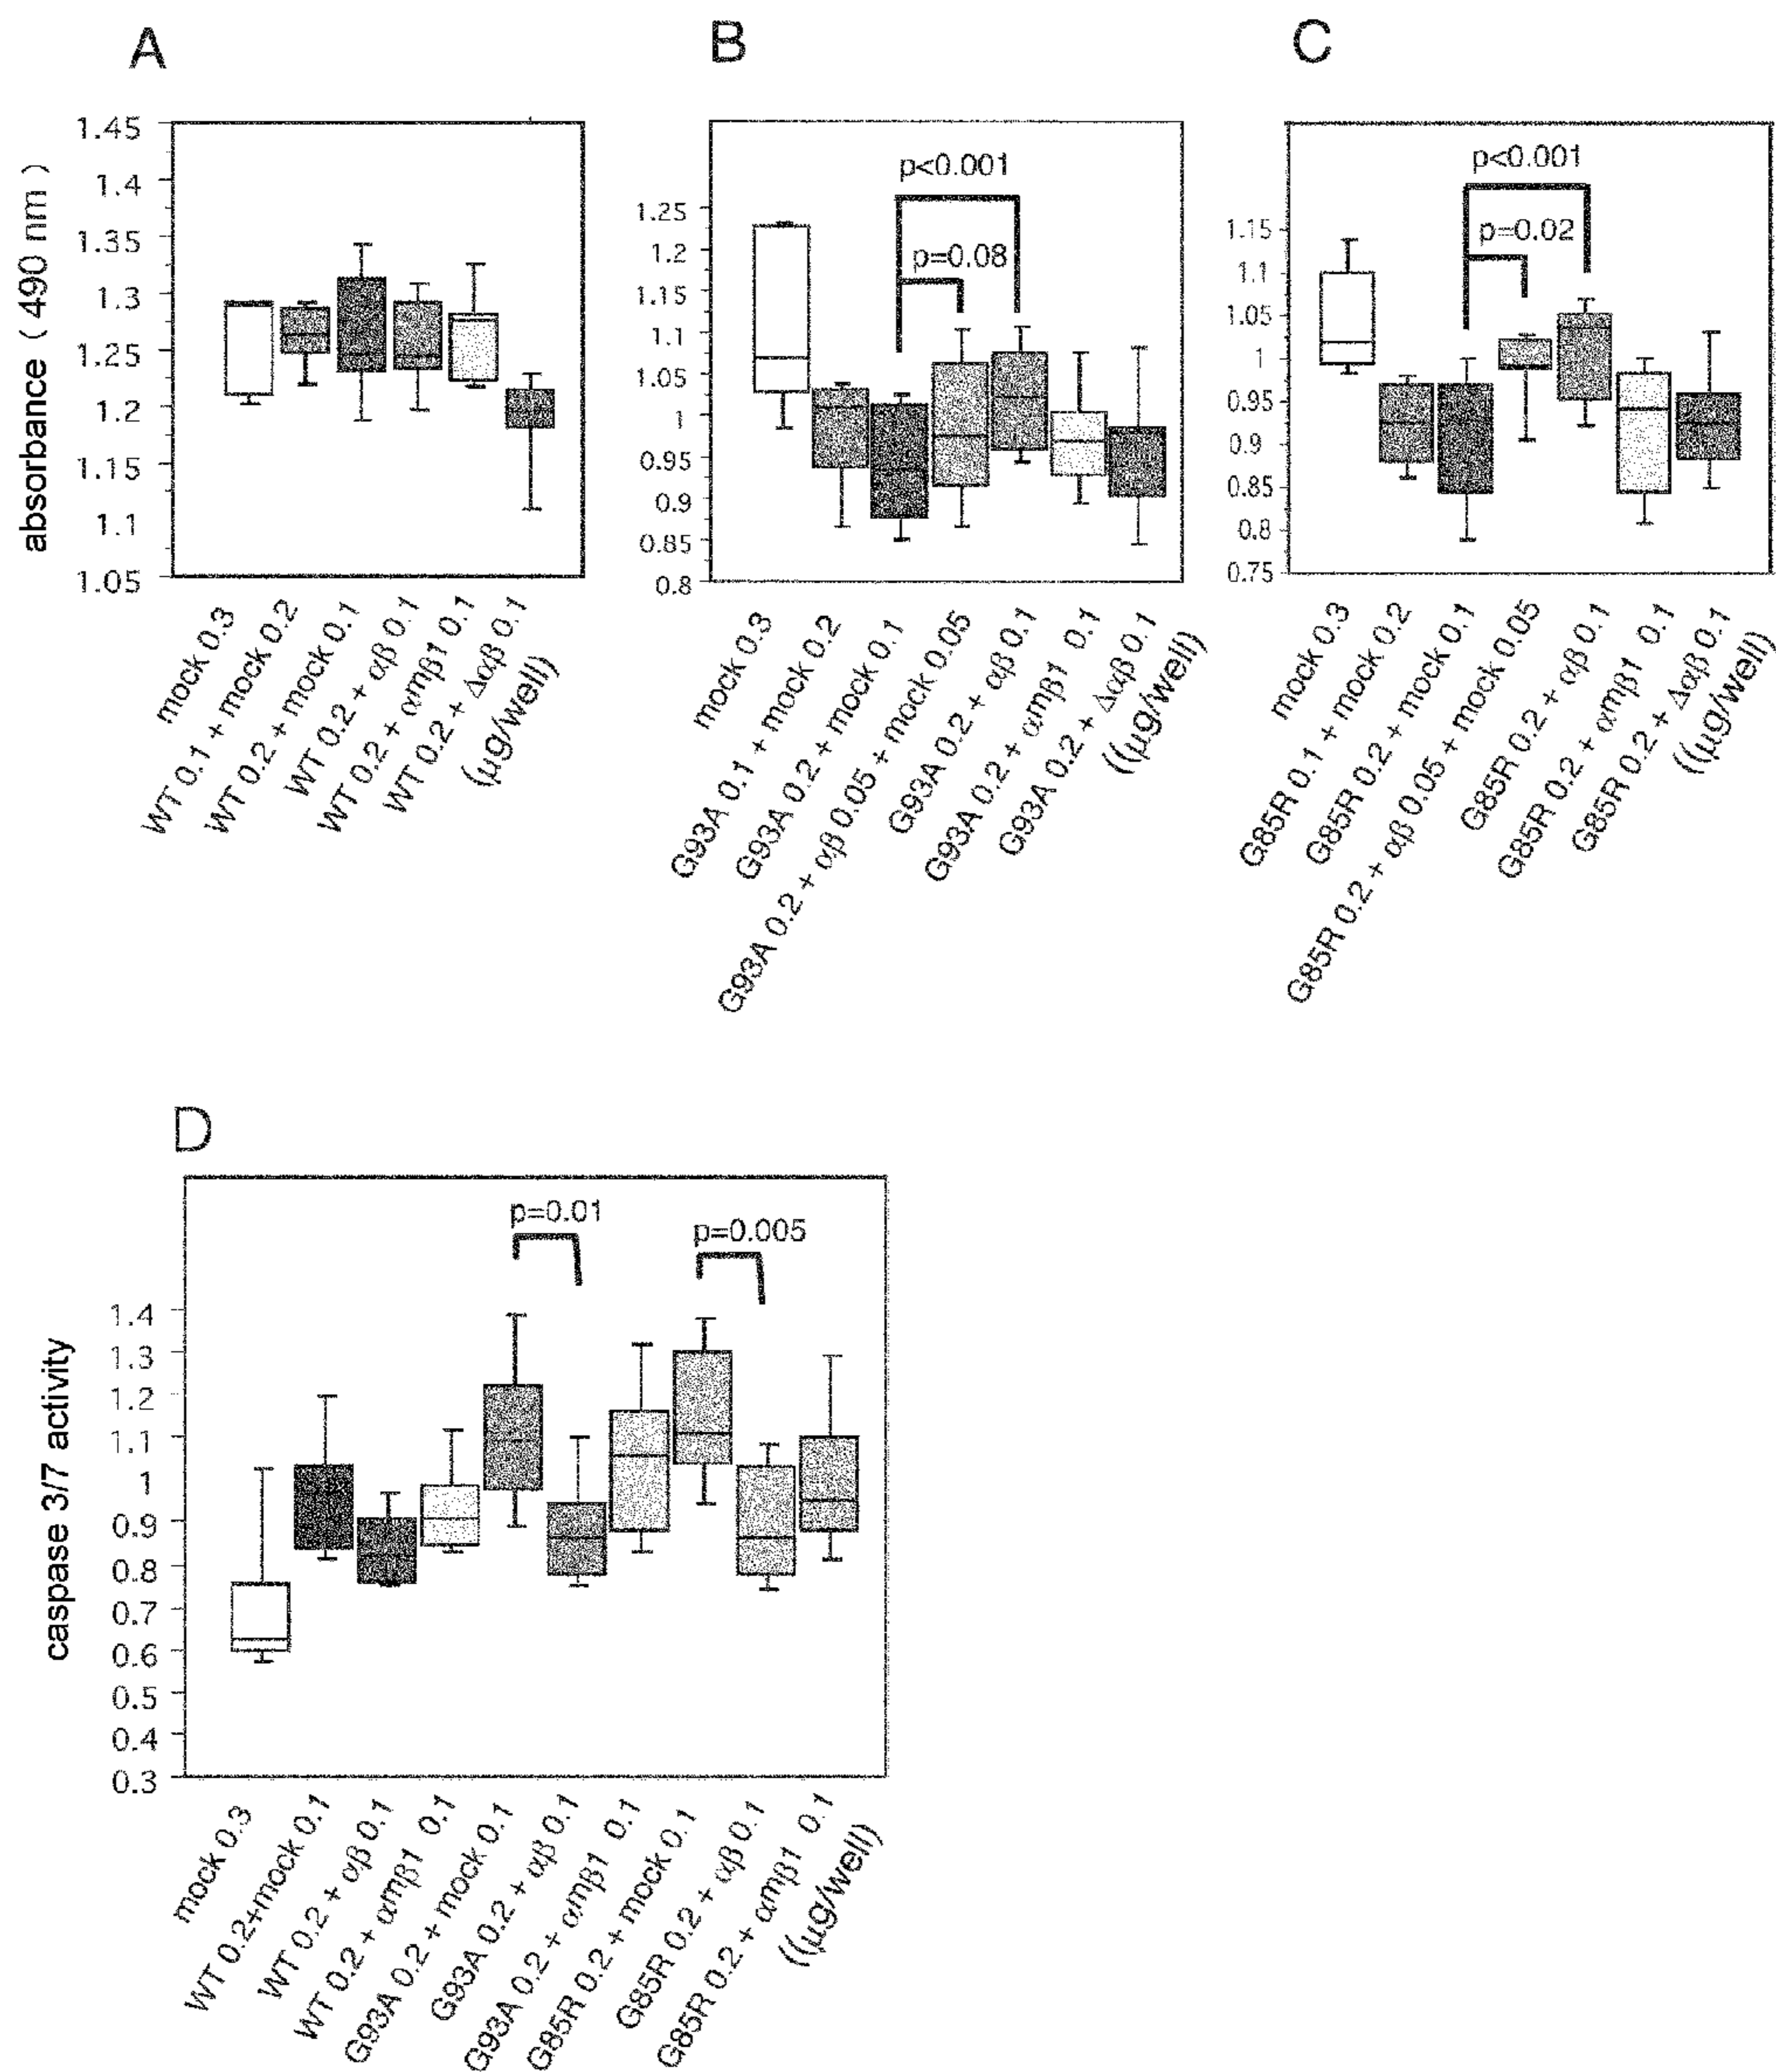 A
absorbance ( 490 nm )
1.45
1.4
1.35
1.3
1.25
1.2
1.15
1.1
1.05
mock 0.3
WT 0.1 + mock 0.2
WT 0.2 + mock 0.1
WT 0.2 + αβ 0.1
WT 0.2 + αmβ1 0.1
WT 0.2 + Δαβ 0.1
(μg/well)
B
p<0.001
p=0.08
1.25
1.2
1.15
1.1
1.05
1
0.95
0.9
0.85
0.8
mock 0.3
G93A 0.1 + mock 0.2
G93A 0.2 + mock 0.1
G93A 0.2 + αβ 0.05 + mock 0.05
G93A 0.2 + αβ 0.1
G93A 0.2 + αmβ1 0.1
G93A 0.2 + Δαβ 0.1
((μg/well)
C
p<0.001
p=0.02
1.15
1.1
1.05
1
0.95
0.9
0.85
0.8
0.75
mock 0.3
G85R 0.1 + mock 0.2
G85R 0.2 + mock 0.1
G85R 0.2 + αβ 0.05 + mock 0.05
G85R 0.2 + αβ 0.1
G85R 0.2 + αmβ1 0.1
G85R 0.2 + Δαβ 0.1
((μg/well)
D
p=0.01
p=0.005
caspase 3/7 activity
1.4
1.3
1.2
1.1
1
0.9
0.8
0.7
0.6
0.5
0.4
0.3
mock 0.3
WT 0.2+mock 0.1
WT 0.2 + αβ 0.1
WT 0.2 + αmβ1 0.1
G93A 0.2 + mock 0.1
G93A 0.2 + αβ 0.1
G93A 0.2 + αmβ1 0.1
G85R 0.2 + mock 0.1
G85R 0.2 + αβ 0.1
G85R 0.2 + αmβ1 0.1
((μg/well)